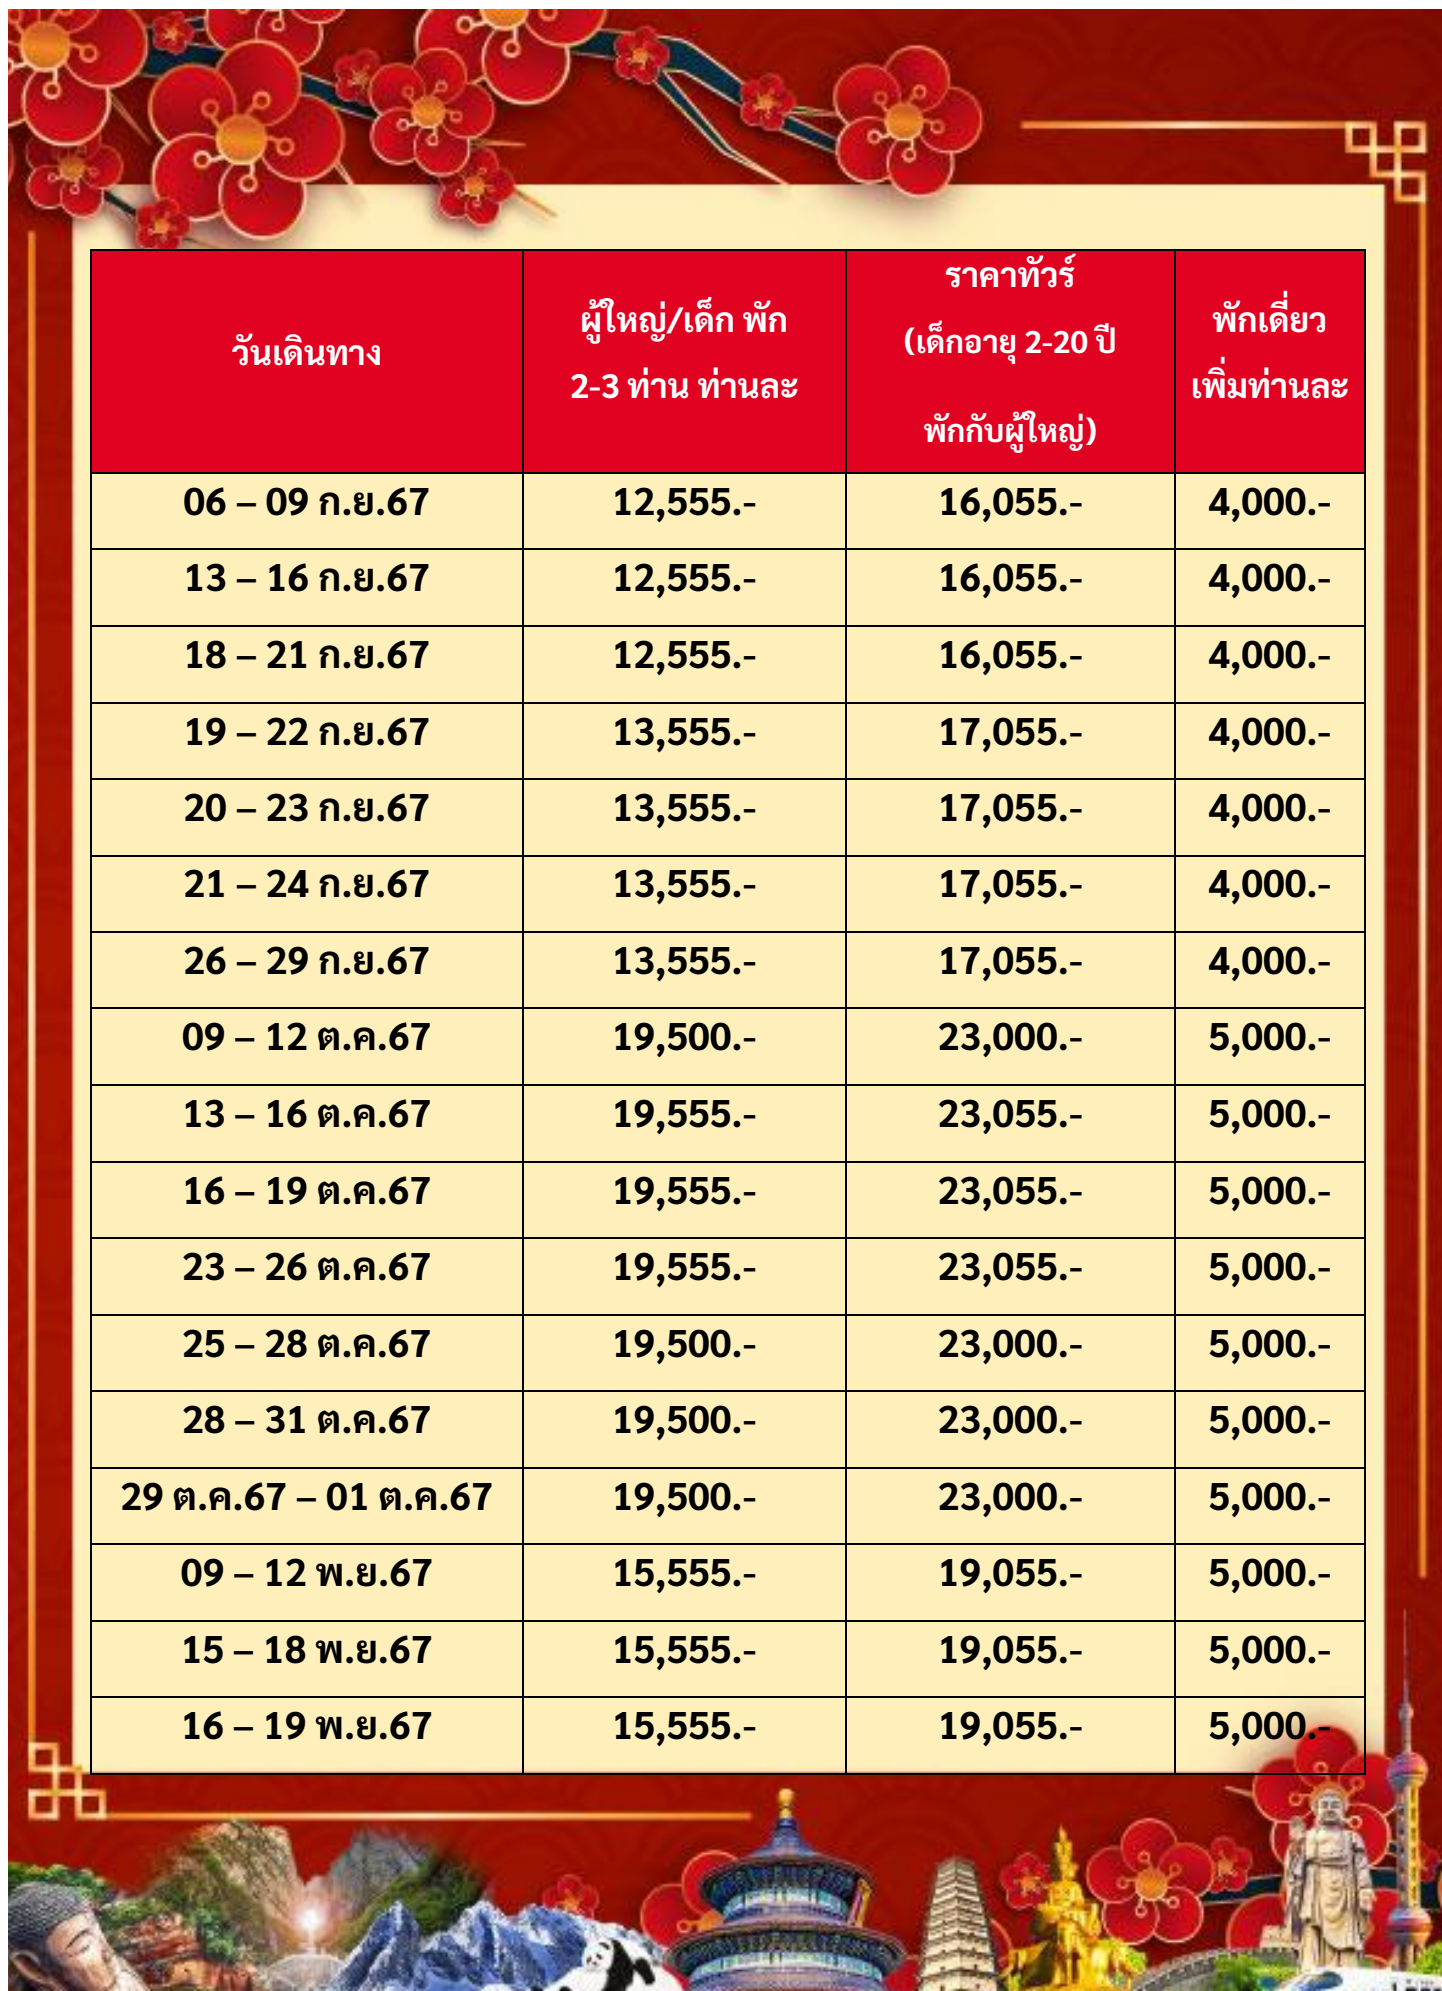 วันเดินทาง
ผู้ใหญ่/เด็ก พัก
2-3 ท่าน ท่านละ
ราคาทัวร์
(เด็กอายุ 2-20 ปี
พักกับผู้ใหญ่)
พักเดี่ยว
เพิ่มท่านละ
06 – 09 ก.ย.67 12,555.- 16,055.- 4,000.-
13 – 16 ก.ย.67 12,555.- 16,055.- 4,000.-
18 – 21 ก.ย.67 12,555.- 16,055.- 4,000.-
19 – 22 ก.ย.67 13,555.- 17,055.- 4,000.-
20 – 23 ก.ย.67 13,555.- 17,055.- 4,000.-
21 – 24 ก.ย.67 13,555.- 17,055.- 4,000.-
26 – 29 ก.ย.67 13,555.- 17,055.- 4,000.-
09 – 12 ต.ค.67 19,500.- 23,000.- 5,000.-
13 – 16 ต.ค.67 19,555.- 23,055.- 5,000.-
16 – 19 ต.ค.67 19,555.- 23,055.- 5,000.-
23 – 26 ต.ค.67 19,555.- 23,055.- 5,000.-
25 – 28 ต.ค.67 19,500.- 23,000.- 5,000.-
28 – 31 ต.ค.67 19,500.- 23,000.- 5,000.-
29 ต.ค.67 – 01 ต.ค.67 19,500.- 23,000.- 5,000.-
09 – 12 พ.ย.67 15,555.- 19,055.- 5,000.-
15 – 18 พ.ย.67 15,555.- 19,055.- 5,000.-
16 – 19 พ.ย.67 15,555.- 19,055.- 5,000.-